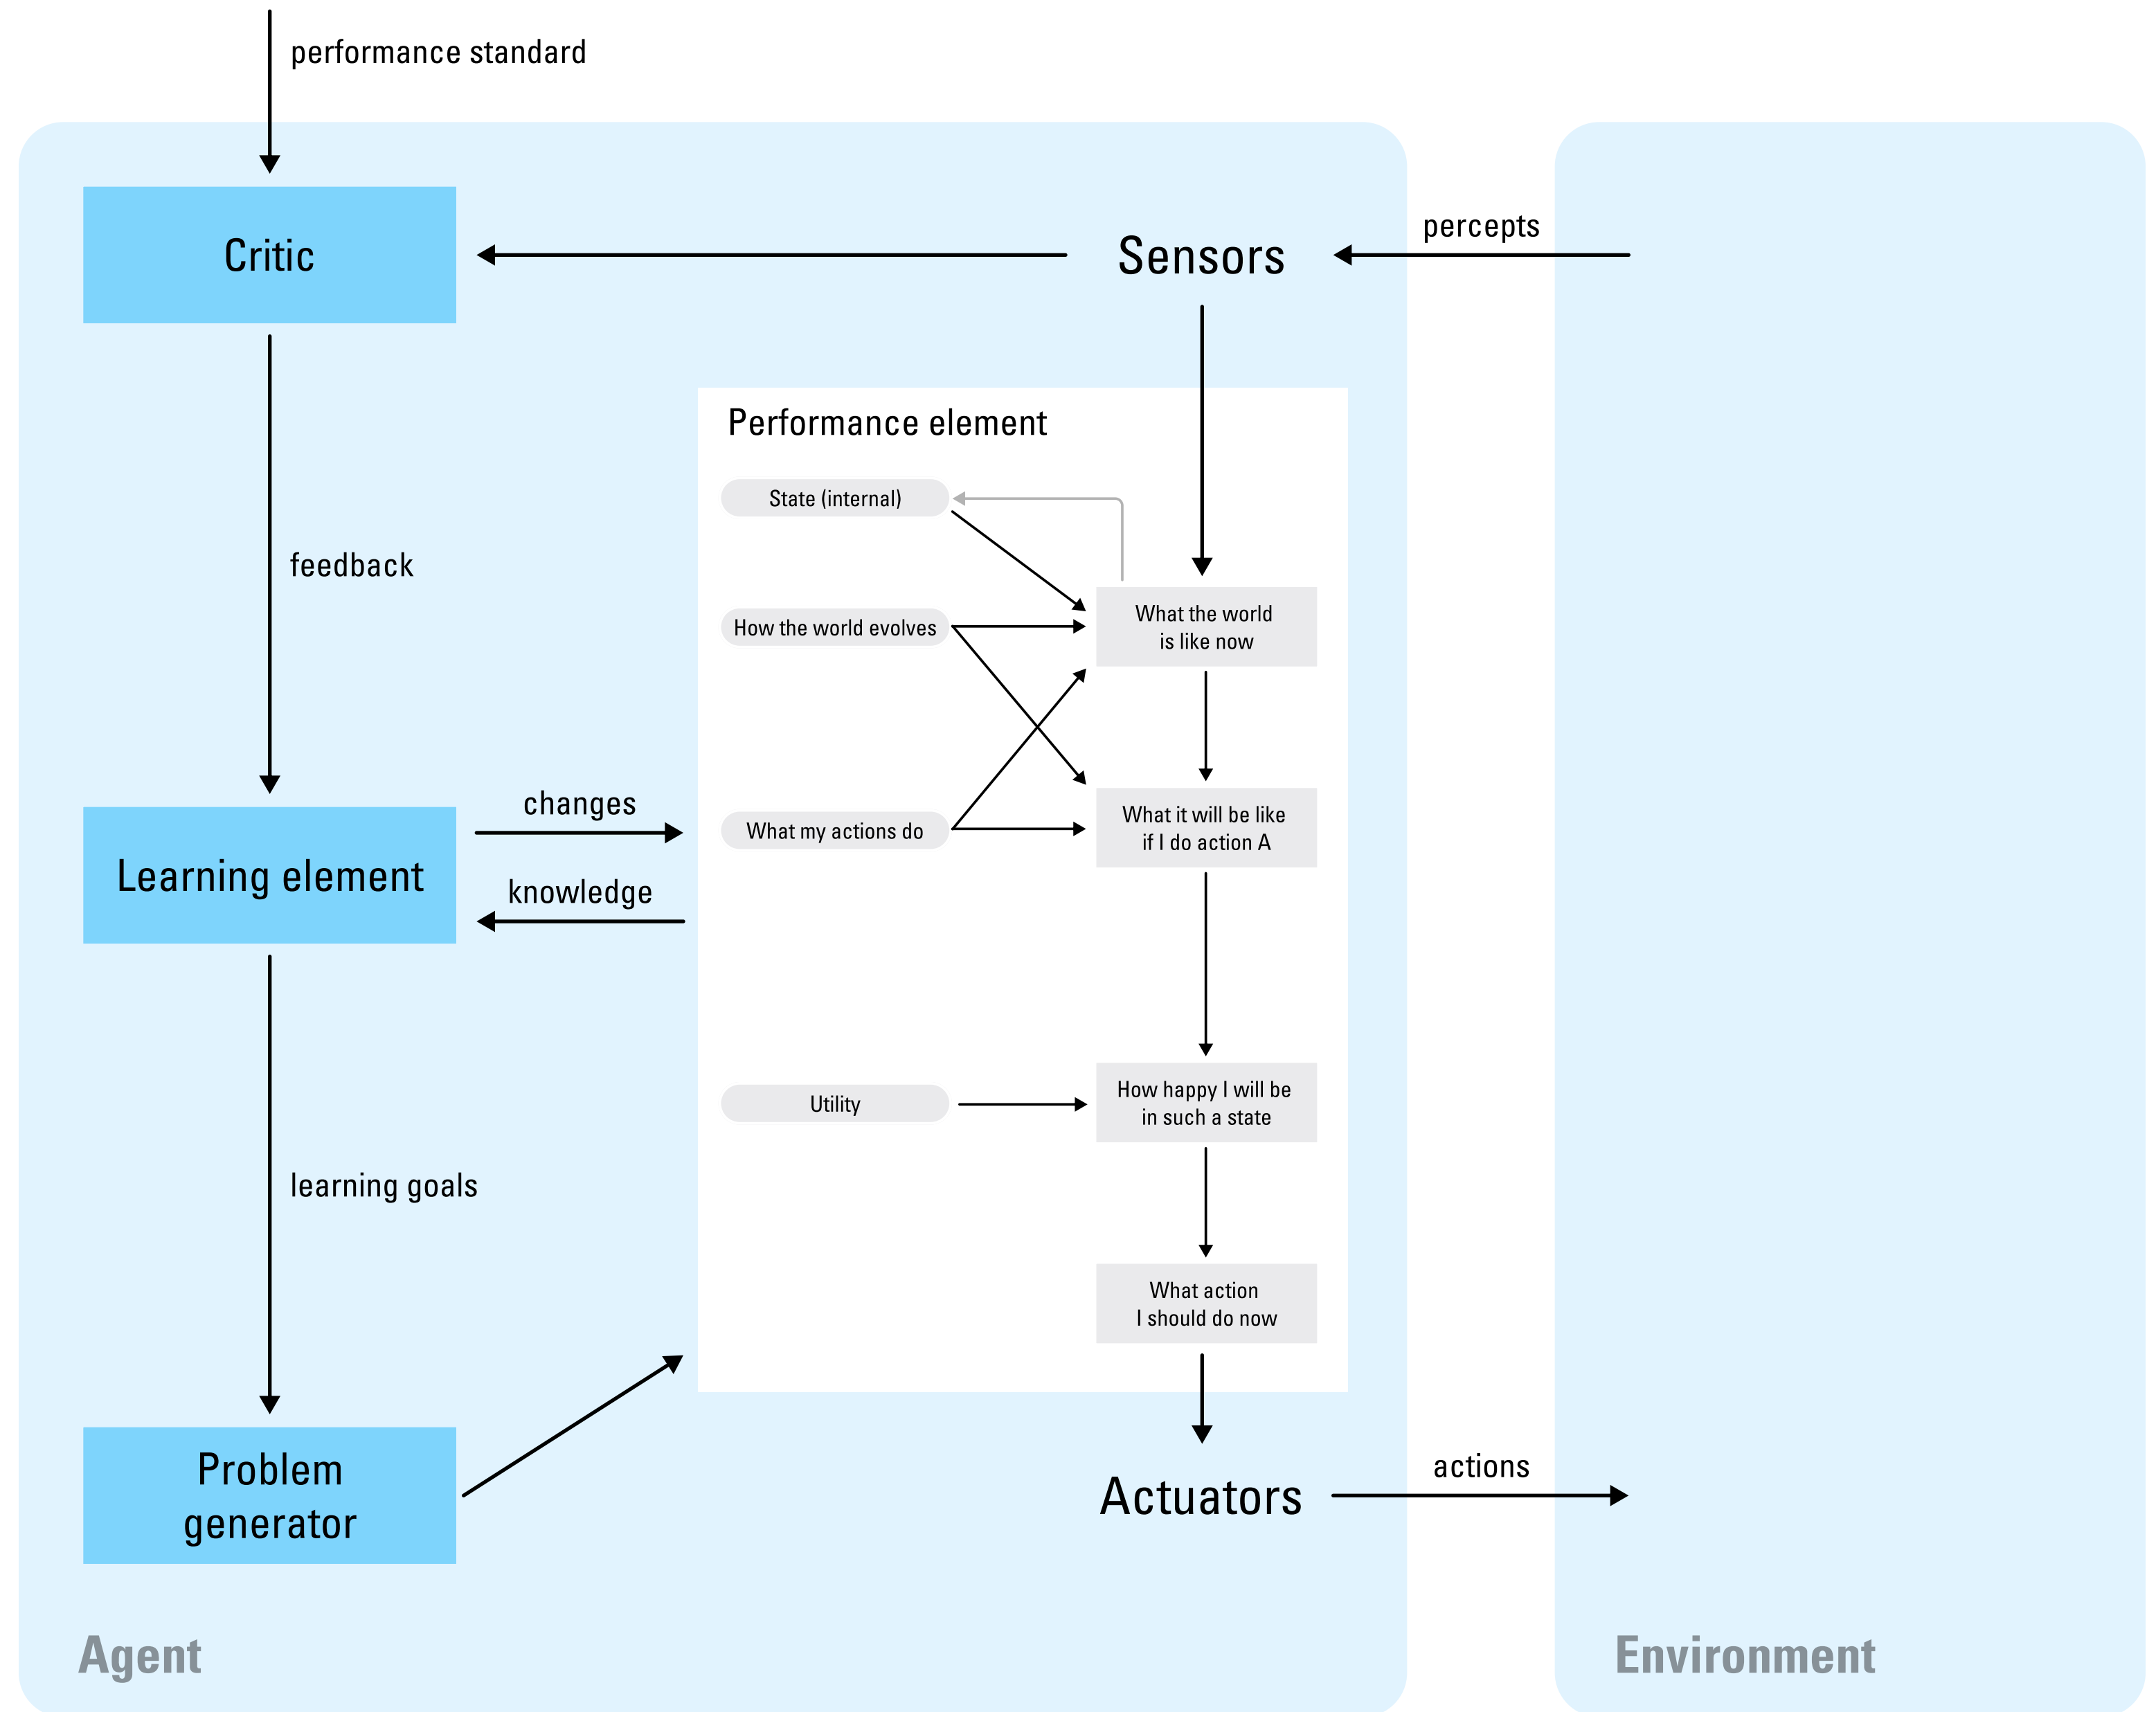 performance standard
Critic
Sensors
percepts
Performance element
State (internal)
feedback
How the world evolves
What the world
is like now
changes
What my actions do
What it will be like
if I do action A
Learning element
knowledge
How happy I will be
in such a state
Utility
learning goals
What action
I should do now
Problem
generator
Actuators
actions
Agent
Environment